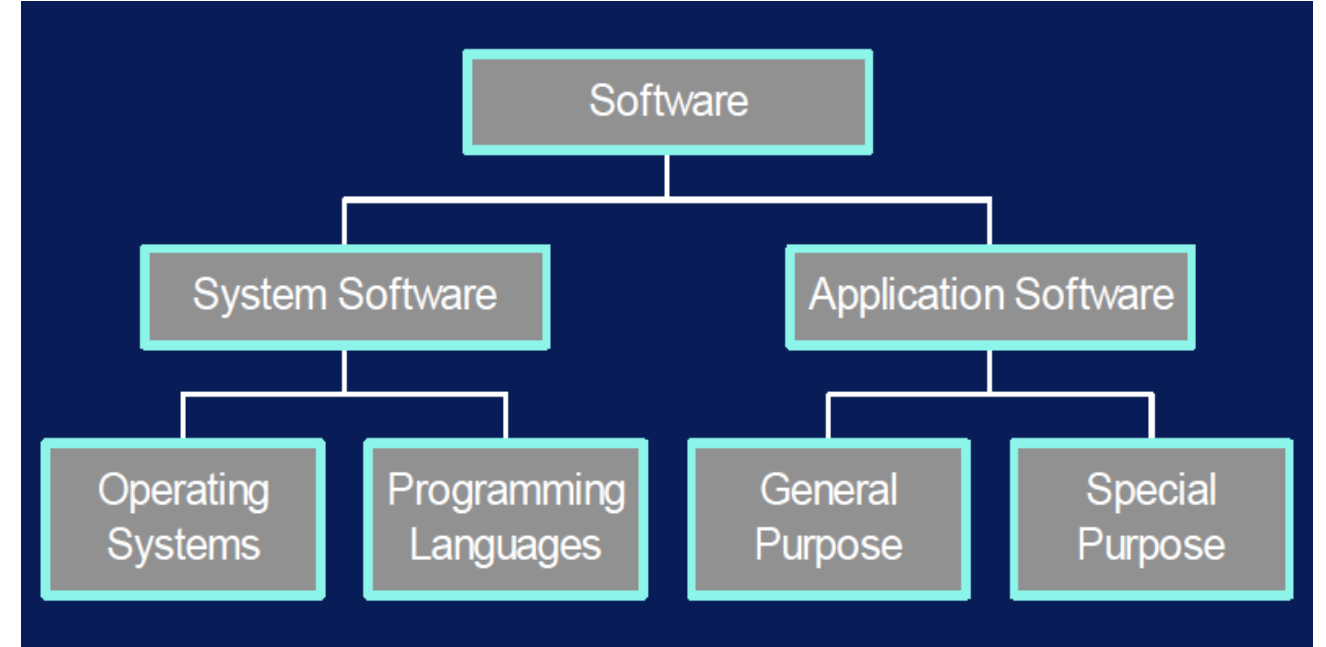 Software
System Software
Application Software
Operating
Systems
Programming
Languages
General
Purpose
Special
Purpose